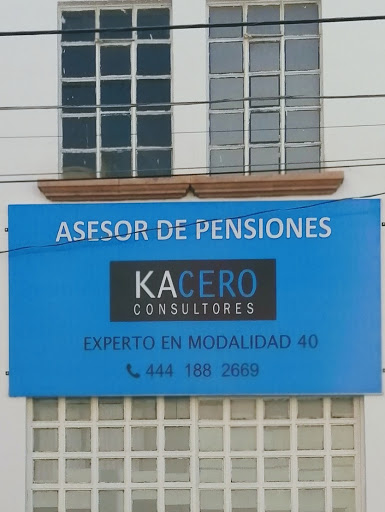 ASESOR DE PENSIONES
KACERO
CONSULTORES
EXPERTO EN MODALIDAD 40
444 188 2669